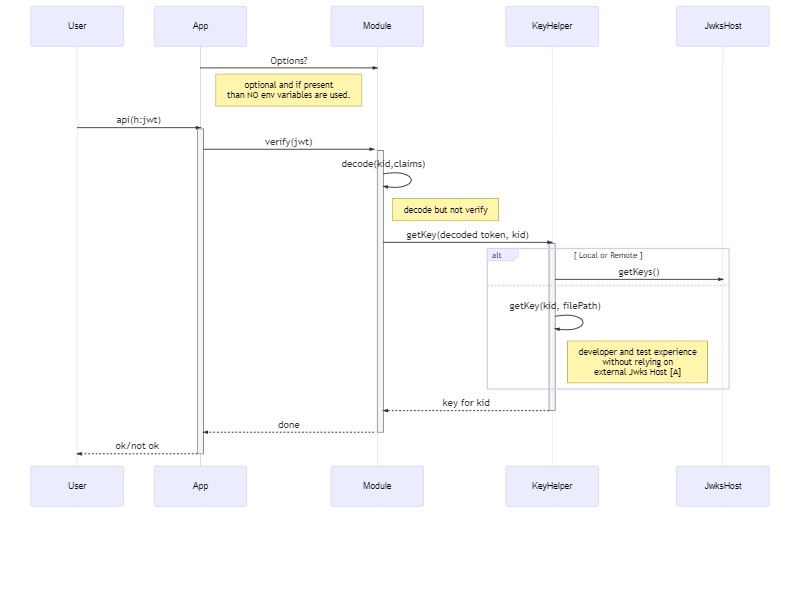 User
App
Module
KeyHelper
JwksHost
Options?
optional and if present
than NO env variables are used.
api(h:jwt)
verify(jwt)
decode(kid,claims)
decode but not verify
getKey(decoded token, kid)
alt
[ Local or Remote ]
getKeys()
getKey(kid, filePath)
developer and test experience
without relying on
external Jwks Host [A]
key for kid
done
ok/not ok
User
App
Module
KeyHelper
JwksHost